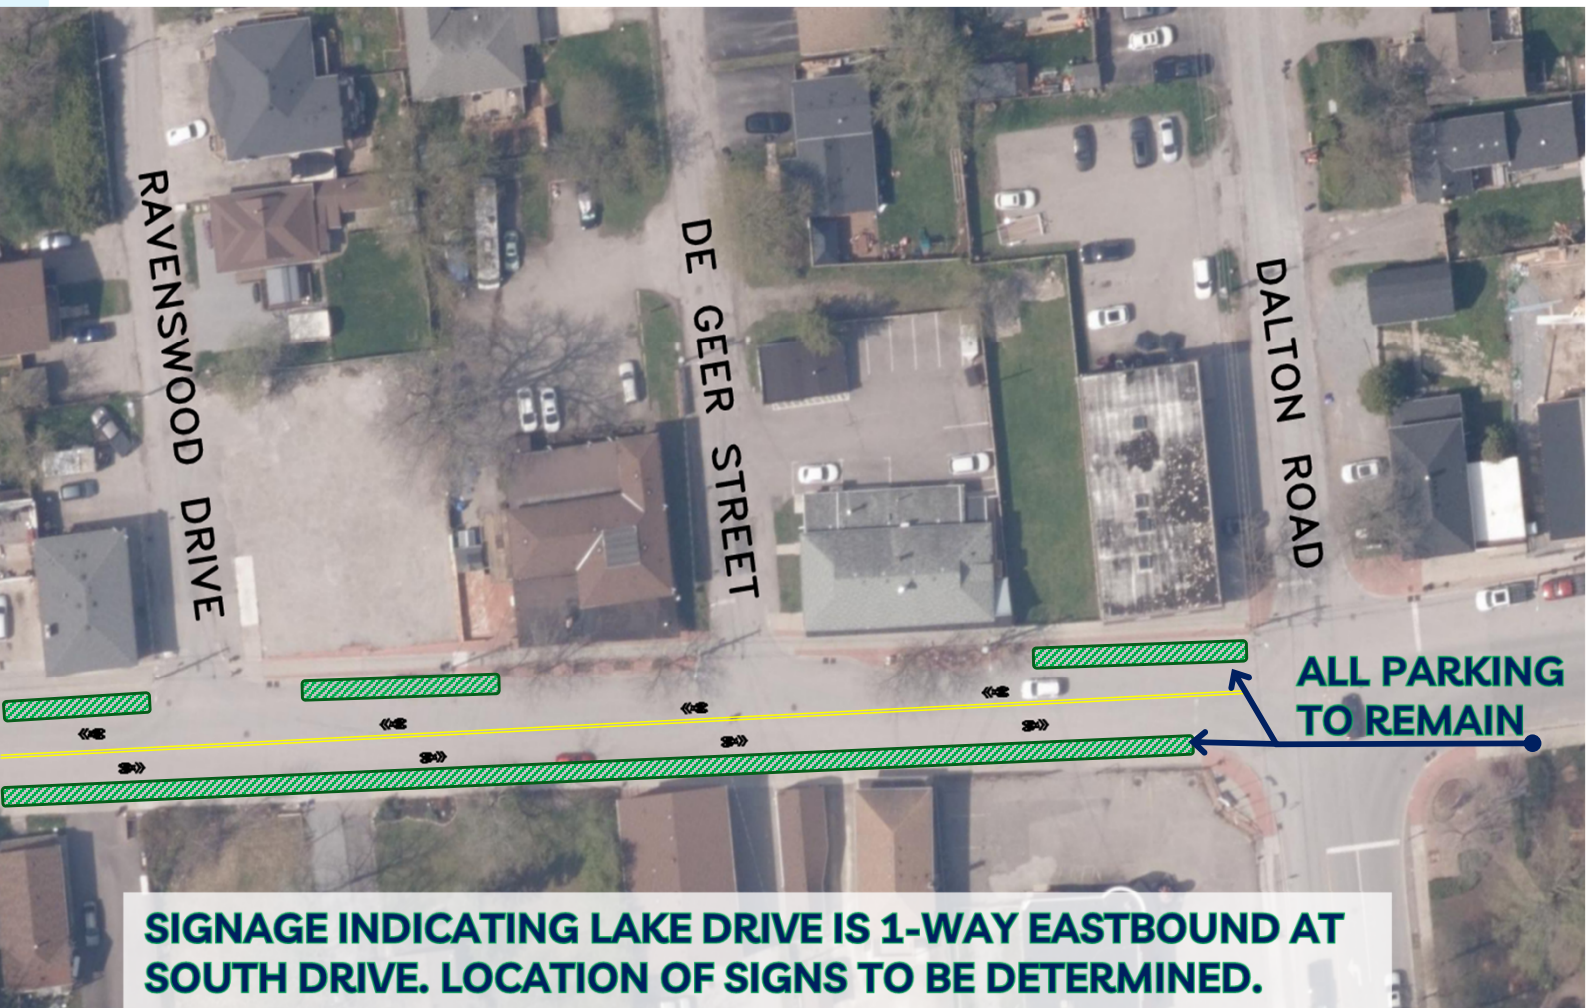 RAVENSWOOD DRIVE
DE GEER STREET
DALTON ROAD
ALL PARKING
TO REMAIN
SIGNAGE INDICATING LAKE DRIVE IS 1-WAY EASTBOUND AT
SOUTH DRIVE. LOCATION OF SIGNS TO BE DETERMINED.